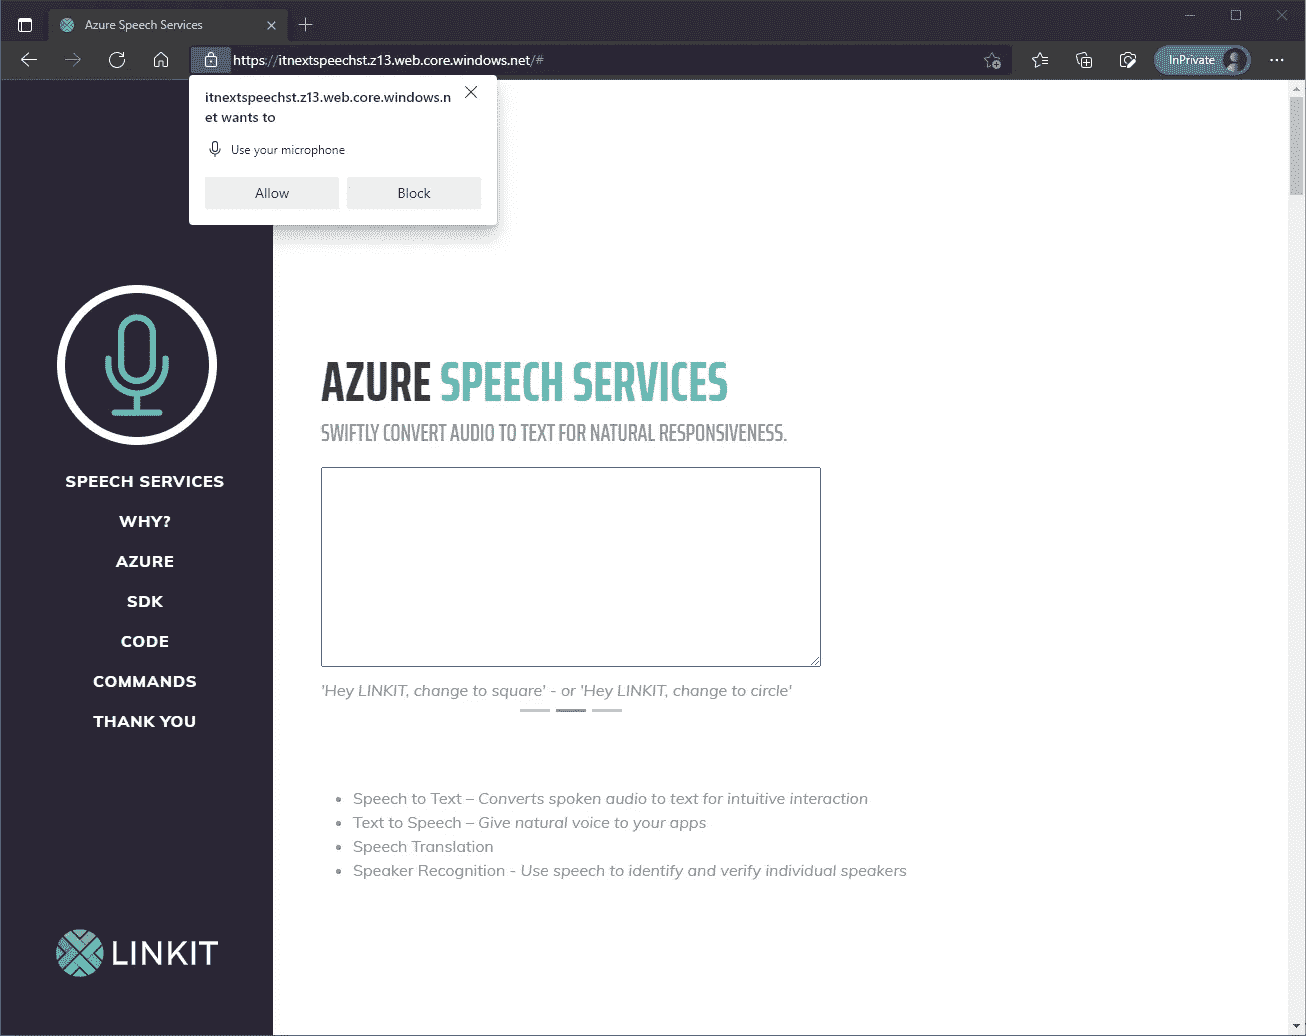 Azure Speech Services
https://itnextspeechst.z13.web.core.windows.net/#
InPrivate
itnextspeechst.z13.web.core.windows.n
et wants to
Use your microphone
Allow
Block
SPEECH SERVICES
WHY?
AZURE
SDK
CODE
COMMANDS
THANK YOU
LINKIT
AZURE SPEECH SERVICES
SWIFTLY CONVERT AUDIO TO TEXT FOR NATURAL RESPONSIVENESS.
'Hey LINKIT, change to square' - or 'Hey LINKIT, change to circle'
• Speech to Text – Converts spoken audio to text for intuitive interaction
• Text to Speech – Give natural voice to your apps
• Speech Translation
• Speaker Recognition - Use speech to identify and verify individual speakers